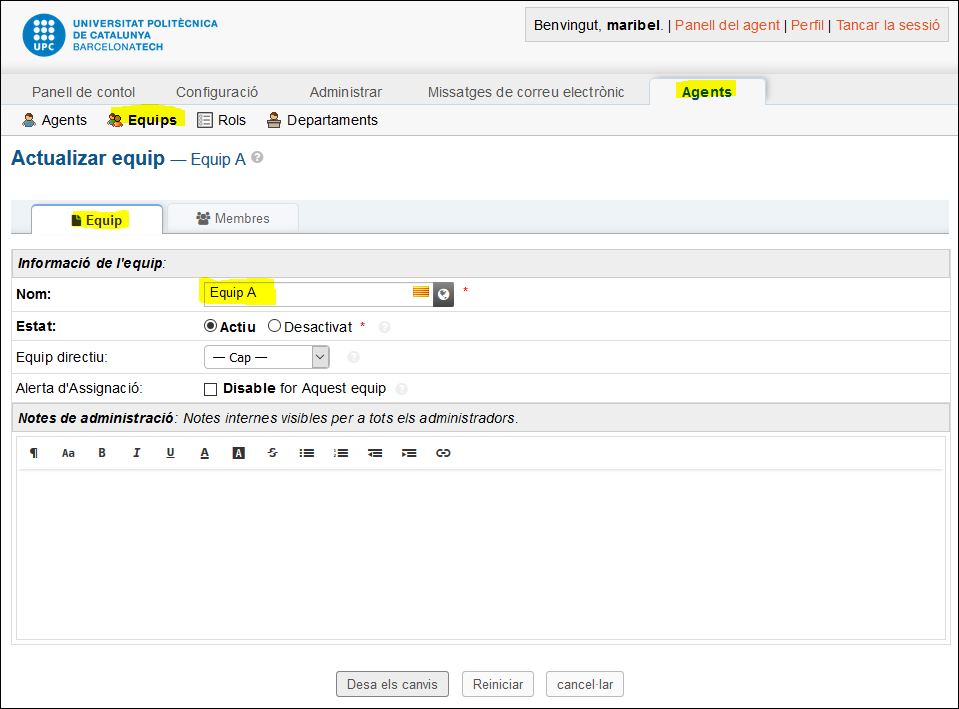 UNIVERSITAT POLITÈCNICA
DE CATALUNYA
BARCELONATECH
UPC
Benvingut, maribel. | Panell del agent | Perfil | Tancar la sessió
Panell de contol Configuració Administrar Missatges de correu electrònic Agents
Agents Equips Rols Departaments
Actualizar equip — Equip A ?
Equip Membres
Informació de l'equip:
Nom: Equip A *
Estat: Actiu Desactivat * ?
Equip directiu: — Cap — ?
Alerta d'Assignació: Disable for Aquest equip ?
Notes de administració: Notes internes visibles per a tots els administradors.
¶ Aa B I U A A S
Desa els canvis Reiniciar cancel·lar